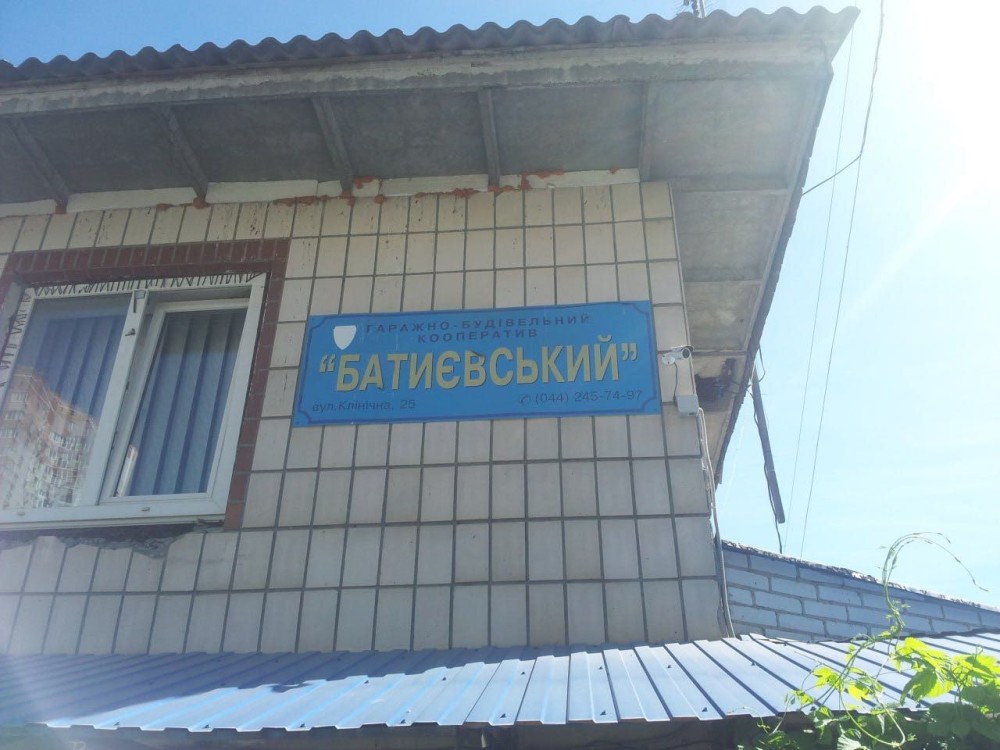 ГАРАЖНО-БУДІВЕЛЬНИЙ
КООПЕРАТИВ
“БАТИЄВСЬКИЙ”
вул. Клінічна, 25 ✆ (044) 245-74-97